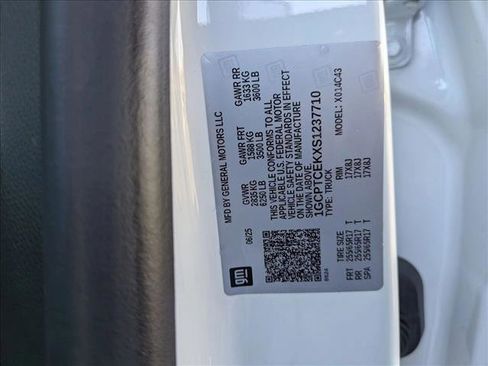 MFD BY GENERAL MOTORS LLC
gm
06/25
GVWR
2835 KG
6250 LB
GAWR FRT
1588 KG
3500 LB
GAWR RR
1633 KG
3600 LB
THIS VEHICLE CONFORMS TO ALL
APPLICABLE U.S. FEDERAL MOTOR
VEHICLE SAFETY STANDARDS IN EFFECT
ON THE DATE OF MANUFACTURE
SHOWN ABOVE.
1GCPTCEKXS1237710
TYPE: TRUCK
MODEL: X014C43
TIRE SIZE RIM
FRT 255/65R17 T 17X8J
RR 255/65R17 T 17X8J
SPA 255/65R17 T 17X8J